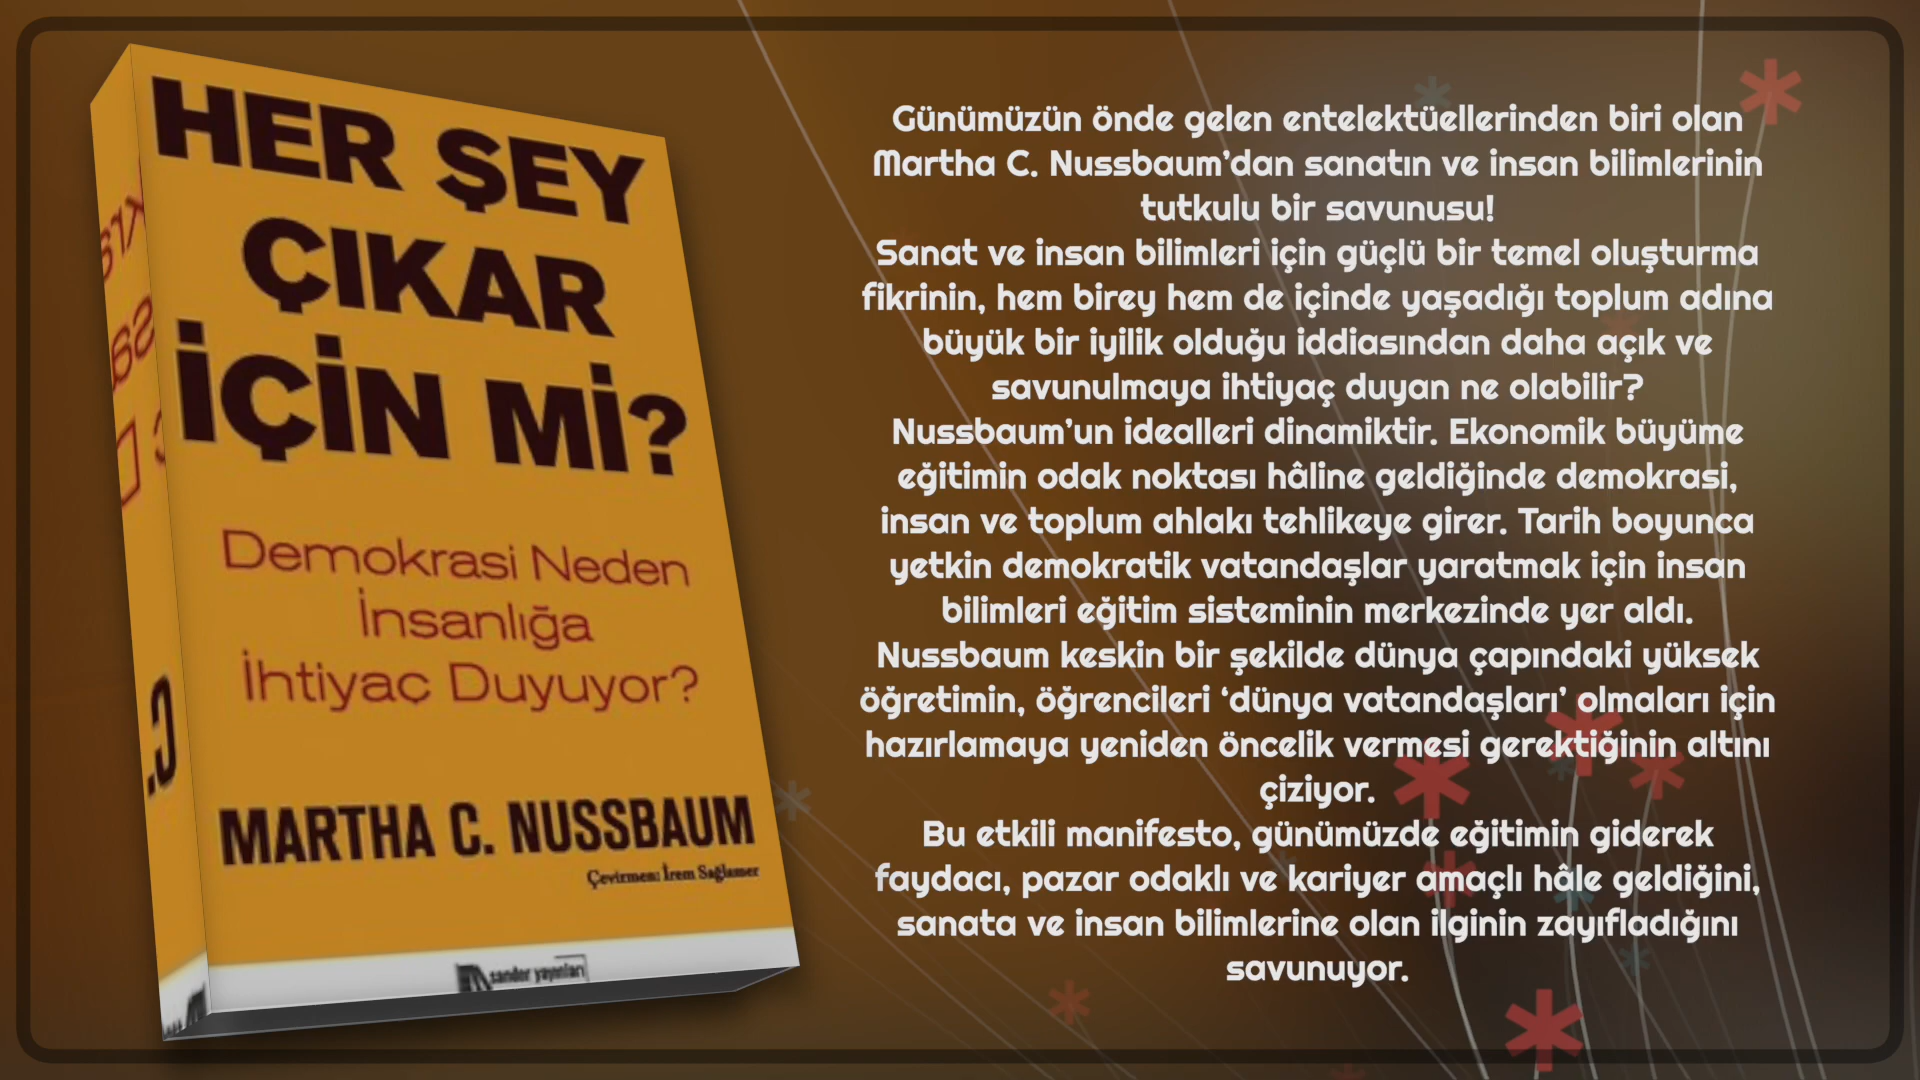 HER ŞEY
ÇIKAR
İÇİN Mİ?
Demokrasi Neden
İnsanlığa
İhtiyaç Duyuyor?
MARTHA C. NUSSBAUM
Çevirmen: İrem Sağlamer
sander yayınları
Günümüzün önde gelen entelektüellerinden biri olan
Martha C. Nussbaum’dan sanatın ve insan bilimlerinin
tutkulu bir savunusu!
Sanat ve insan bilimleri için güçlü bir temel oluşturma
fikrinin, hem birey hem de içinde yaşadığı toplum adına
büyük bir iyilik olduğu iddiasından daha açık ve
savunulmaya ihtiyaç duyan ne olabilir?
Nussbaum’un idealleri dinamiktir. Ekonomik büyüme
eğitimin odak noktası hâline geldiğinde demokrasi,
insan ve toplum ahlakı tehlikeye girer. Tarih boyunca
yetkin demokratik vatandaşlar yaratmak için insan
bilimleri eğitim sisteminin merkezinde yer aldı.
Nussbaum keskin bir şekilde dünya çapındaki yüksek
öğretimin, öğrencileri ‘dünya vatandaşları’ olmaları için
hazırlamaya yeniden öncelik vermesi gerektiğinin altını
çiziyor.
Bu etkili manifesto, günümüzde eğitimin giderek
faydacı, pazar odaklı ve kariyer amaçlı hâle geldiğini,
sanata ve insan bilimlerine olan ilginin zayıfladığını
savunuyor.